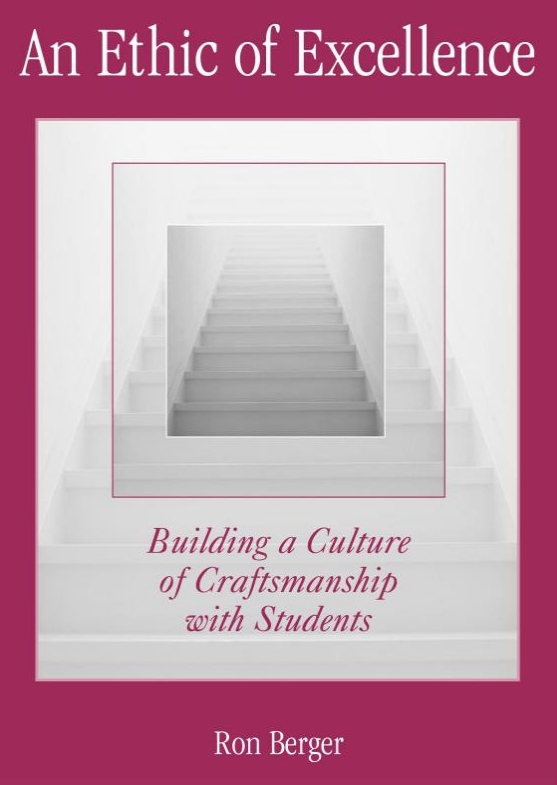 An Ethic of Excellence
Building a Culture
of Craftsmanship
with Students
Ron Berger